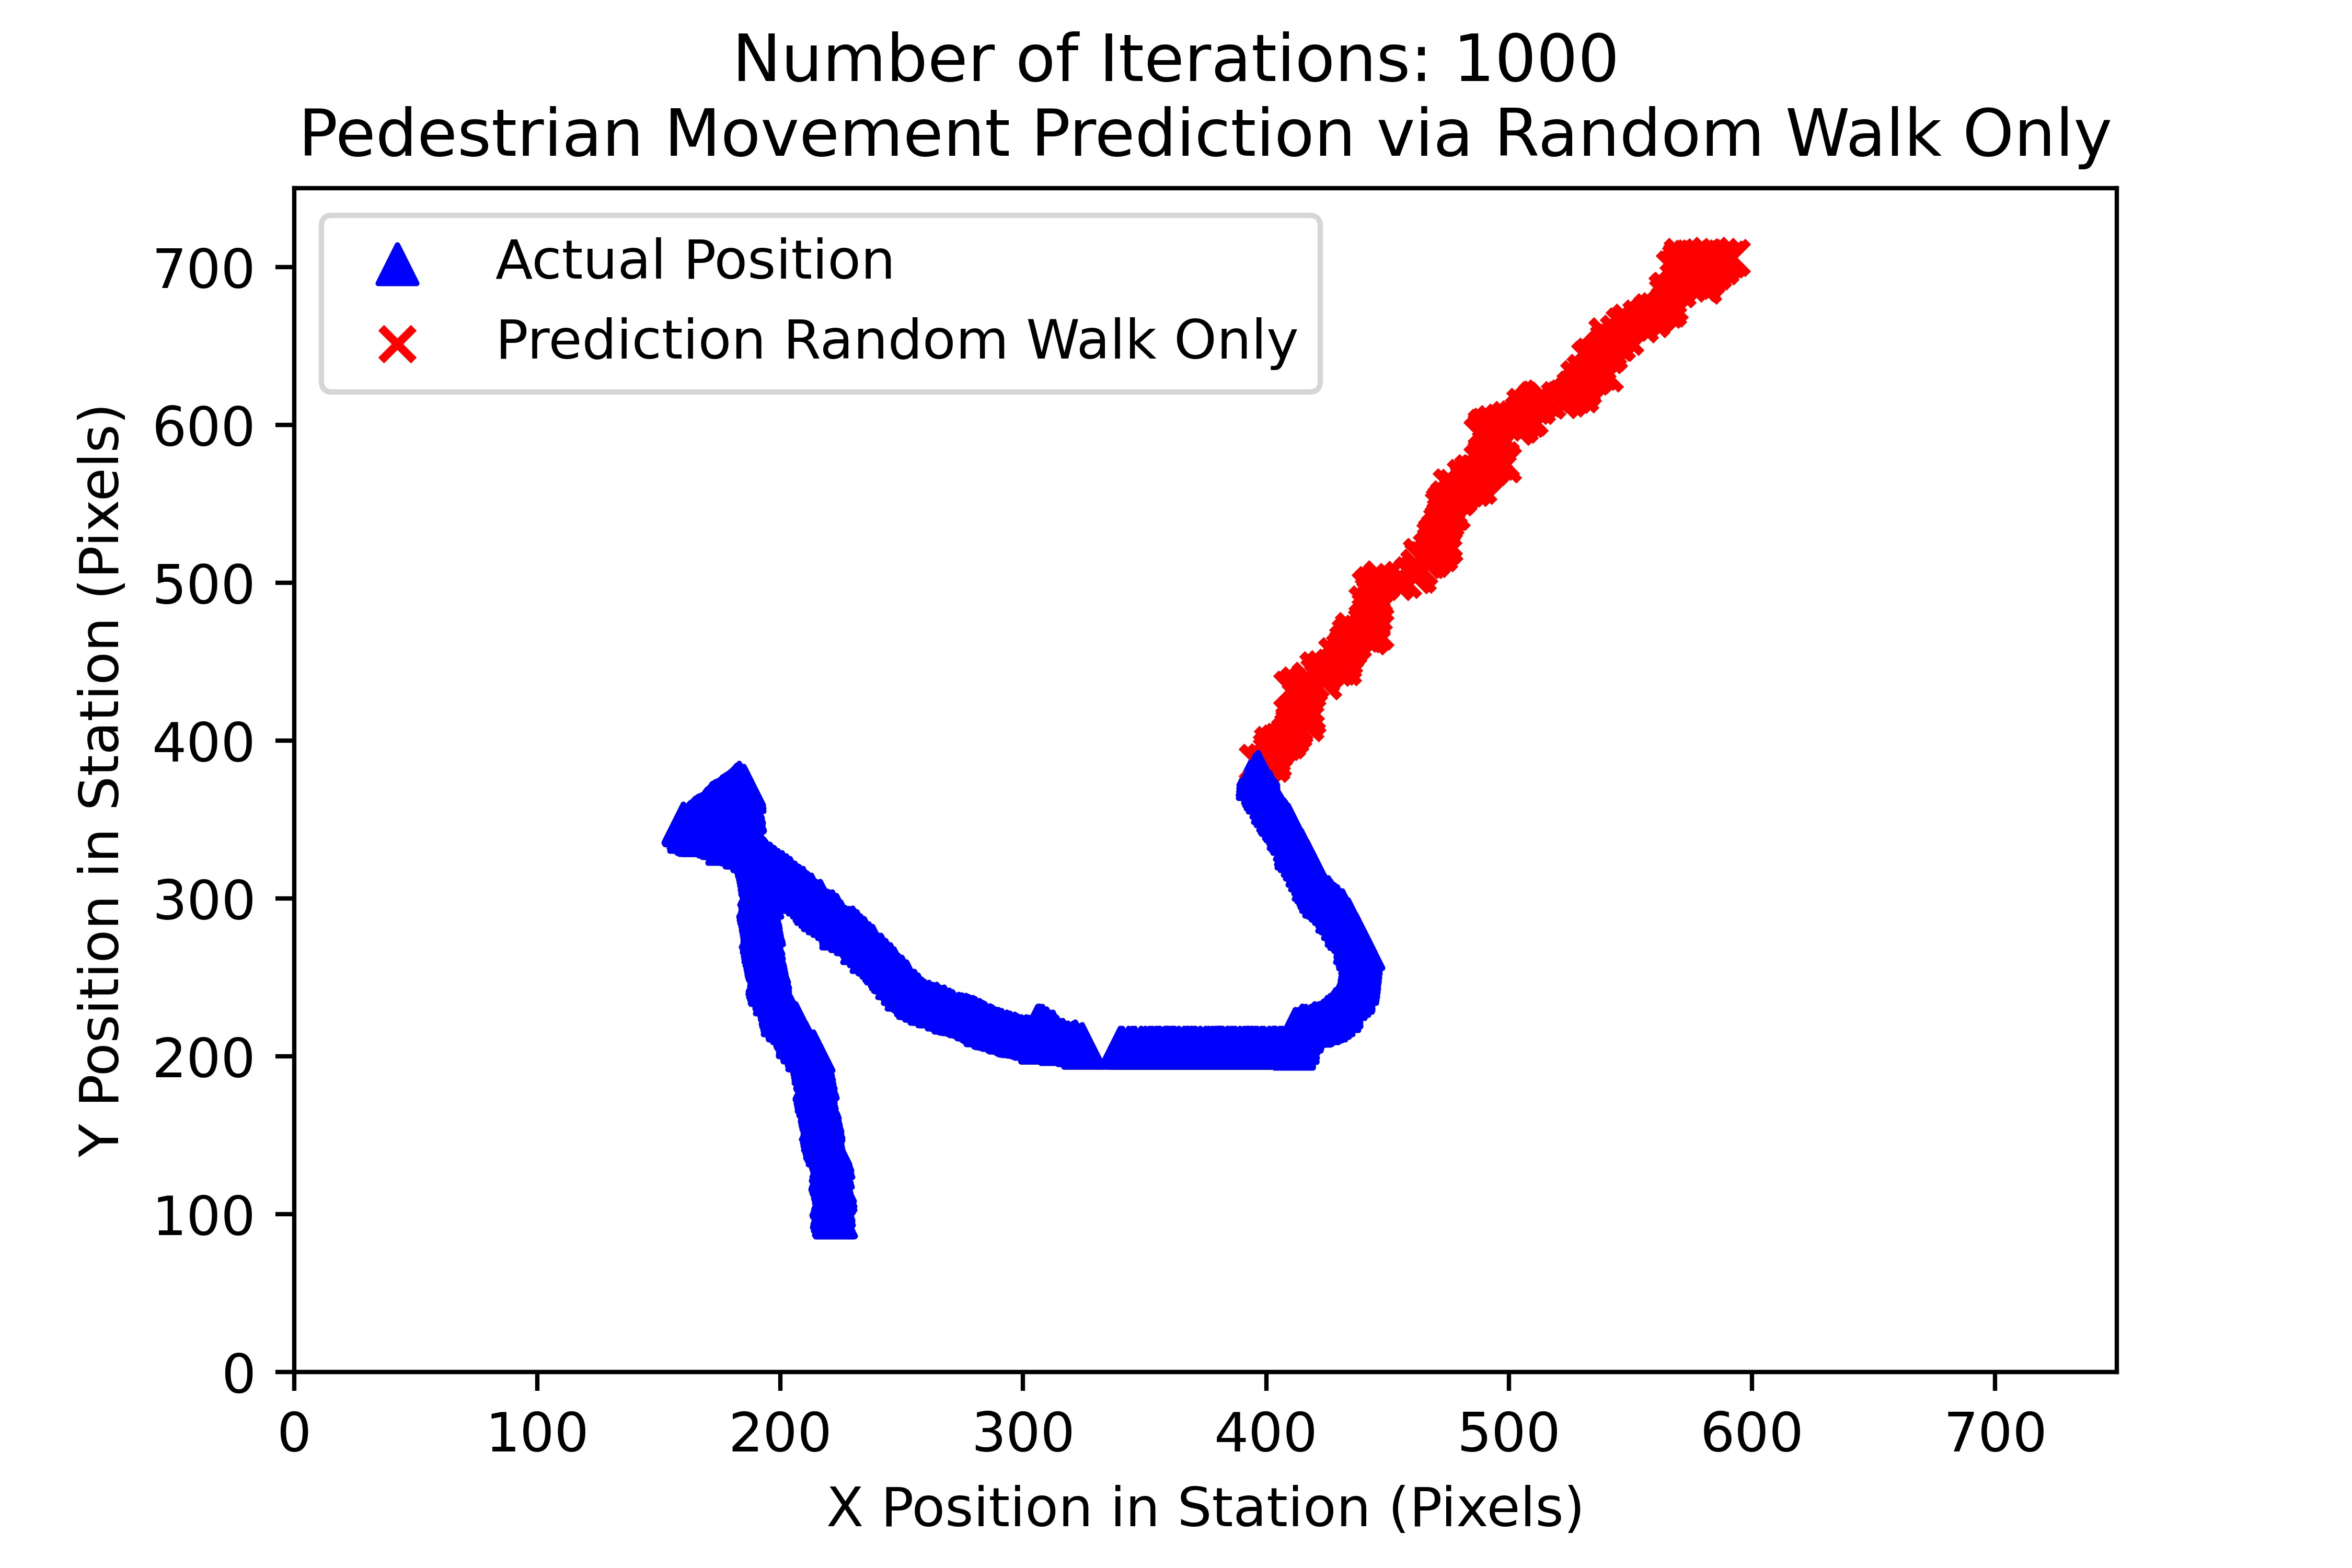 Number of Iterations: 1000
Pedestrian Movement Prediction via Random Walk Only
Actual Position
Prediction Random Walk Only
Y Position in Station (Pixels)
700
600
500
400
300
200
100
0
0 100 200 300 400 500 600 700
X Position in Station (Pixels)